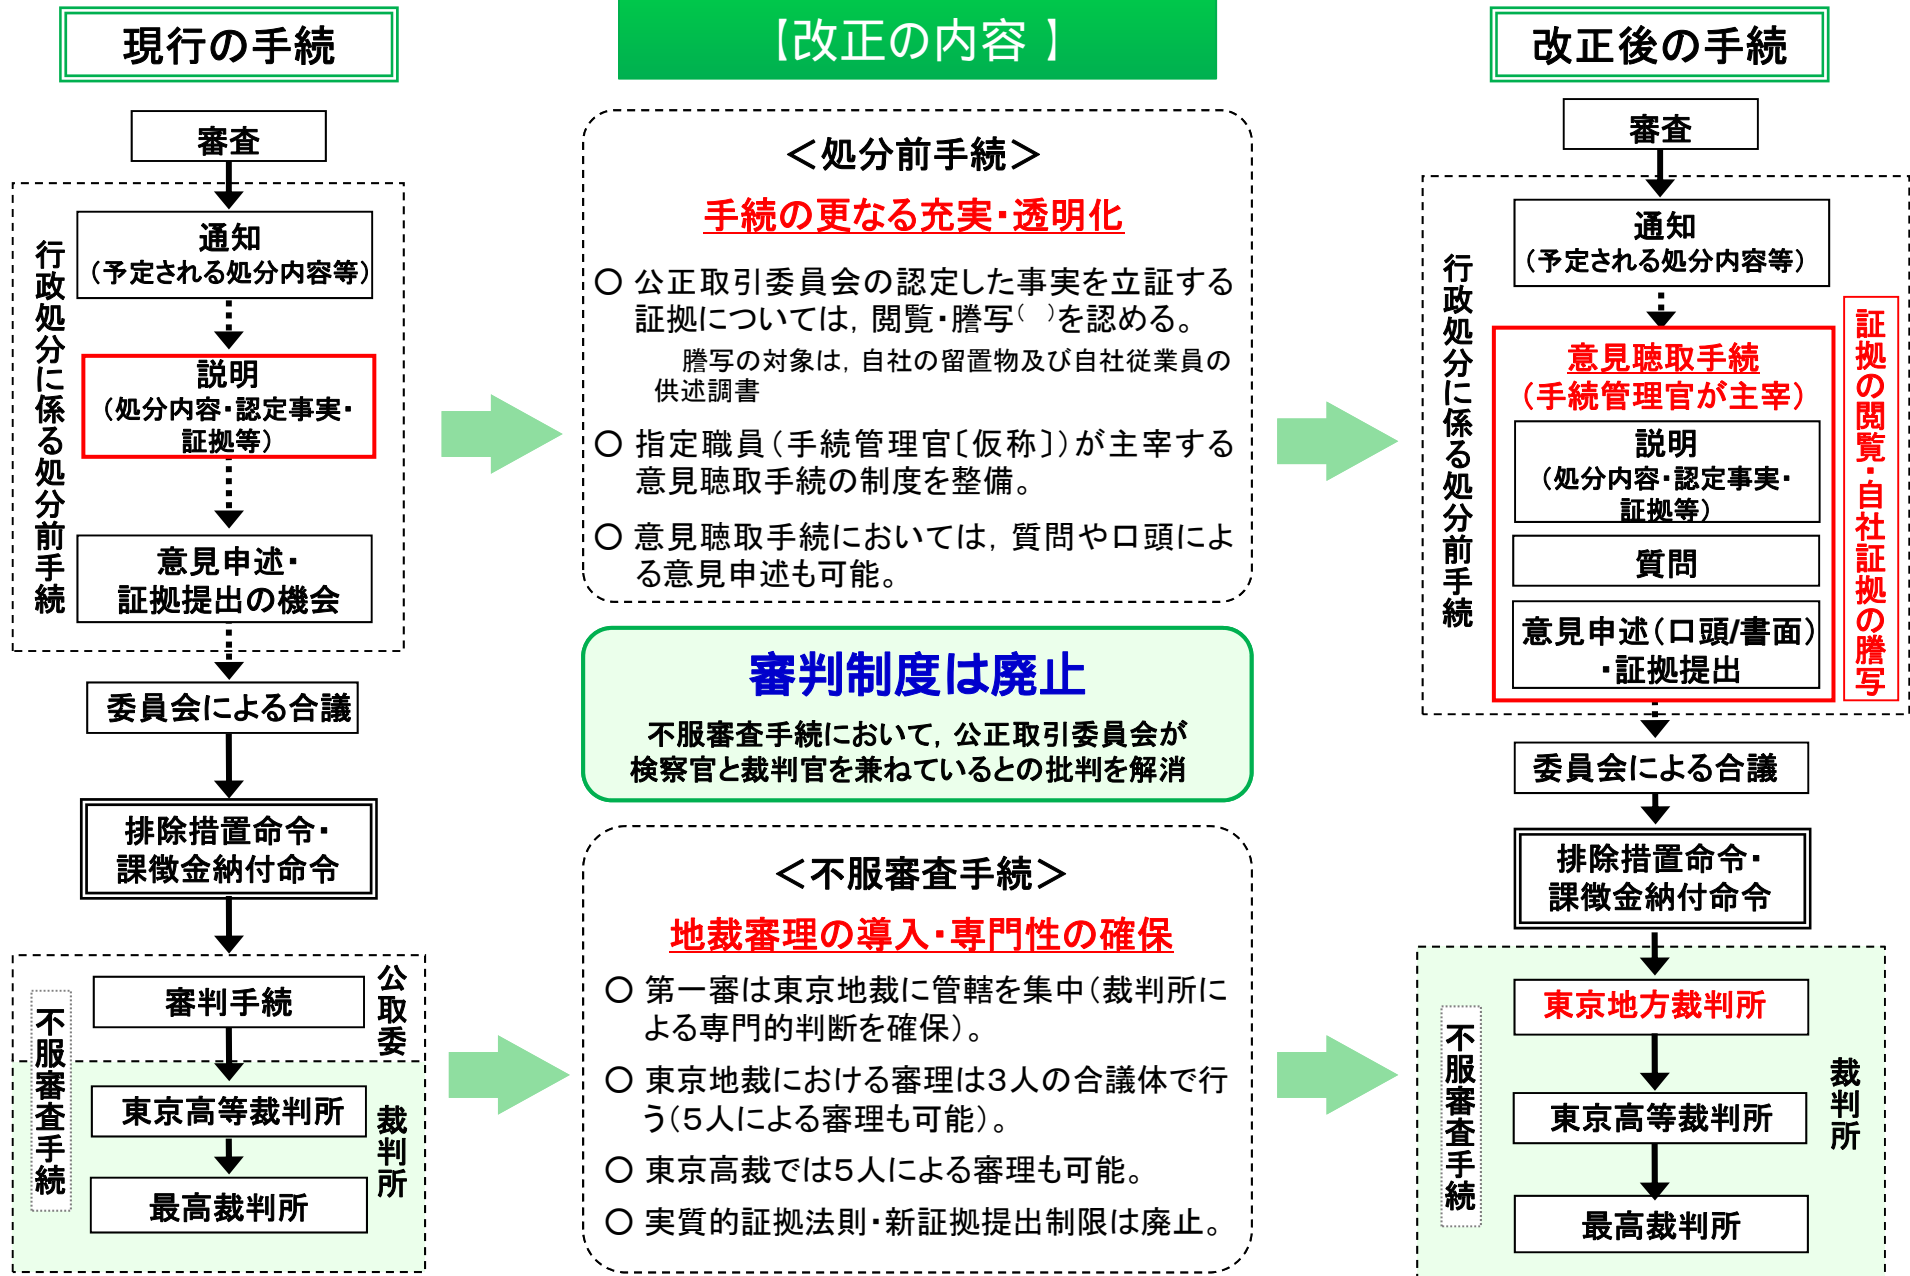 現行の手続
審査
行政処分に係る処分前手続
通知
（予定される処分内容等）
説明
（処分内容・認定事実・
証拠等）
意見申述・
証拠提出の機会
委員会による合議
排除措置命令・
課徴金納付命令
不服審査手続
審判手続
公取委
東京高等裁判所
最高裁判所
裁判所
【改正の内容】
＜処分前手続＞
手続の更なる充実・透明化
○ 公正取引委員会の認定した事実を立証する
証拠については，閲覧・謄写（　）を認める。
謄写の対象は，自社の留置物及び自社従業員の
供述調書
○ 指定職員（手続管理官〔仮称〕）が主宰する
意見聴取手続の制度を整備。
○ 意見聴取手続においては，質問や口頭によ
る意見申述も可能。
審判制度は廃止
不服審査手続において，公正取引委員会が
検察官と裁判官を兼ねているとの批判を解消
＜不服審査手続＞
地裁審理の導入・専門性の確保
○ 第一審は東京地裁に管轄を集中（裁判所に
よる専門的判断を確保）。
○ 東京地裁における審理は３人の合議体で行
う（５人による審理も可能）。
○ 東京高裁では５人による審理も可能。
○ 実質的証拠法則・新証拠提出制限は廃止。
改正後の手続
審査
行政処分に係る処分前手続
通知
（予定される処分内容等）
意見聴取手続
（手続管理官が主宰）
説明
（処分内容・認定事実・
証拠等）
質問
意見申述（口頭/書面）
・証拠提出
証拠の閲覧・自社証拠の謄写
委員会による合議
排除措置命令・
課徴金納付命令
不服審査手続
東京地方裁判所
東京高等裁判所
最高裁判所
裁判所